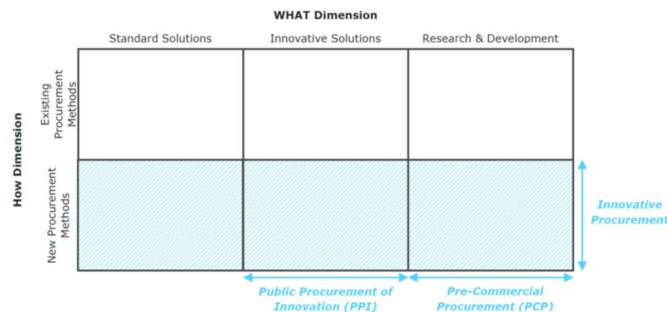 WHAT Dimension
Standard Solutions
Innovative Solutions
Research & Development
How Dimension
Existing
Procurement
Methods
New Procurement
Methods
Innovative
Procurement
Public Procurement of
Innovation (PPI)
Pre-Commercial
Procurement (PCP)